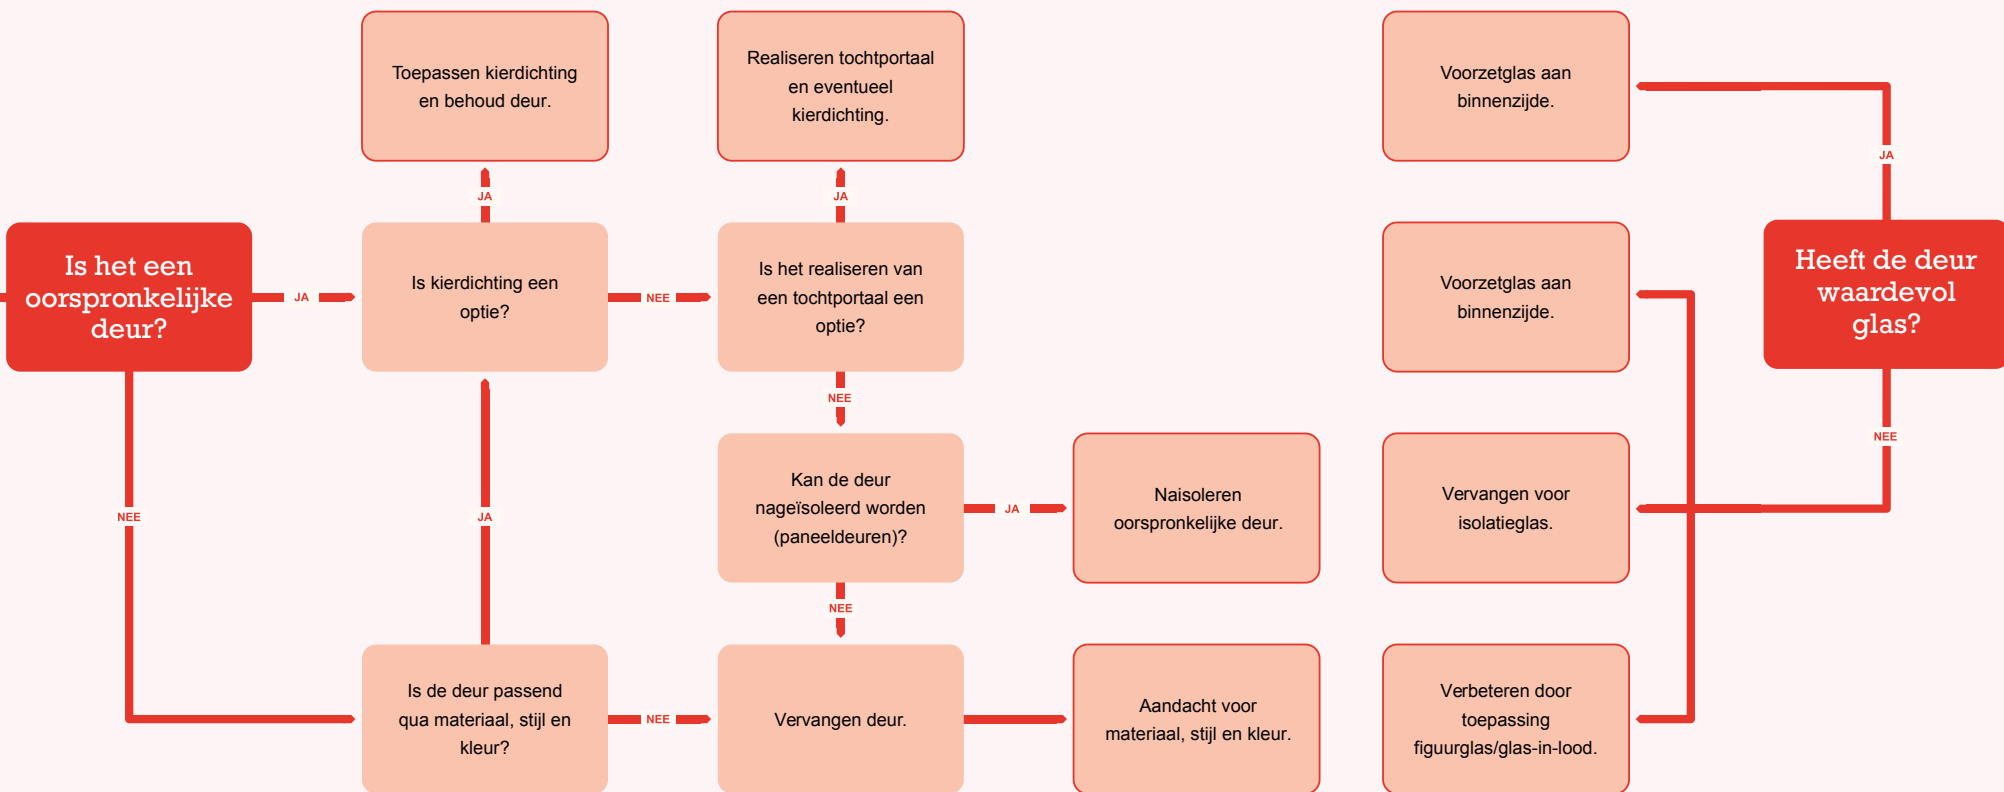 Toepassen kierdichting
en behoud deur.
Realiseren tochtportaal
en eventueel
kierdichting.
Voorzetglas aan
binnenzijde.
JA
JA
JA
Is het een
oorspronkelijke
deur?
JA
Is kierdichting een
optie?
NEE
Is het realiseren van
een tochtportaal een
optie?
Voorzetglas aan
binnenzijde.
Heeft de deur
waardevol
glas?
NEE
NEE
Kan de deur
nageïsoleerd worden
(paneeldeuren)?
JA
Naisoleren
oorspronkelijke deur.
Vervangen voor
isolatieglas.
NEE
JA
NEE
Is de deur passend
qua materiaal, stijl en
kleur?
NEE
Vervangen deur.
Aandacht voor
materiaal, stijl en kleur.
Verbeteren door
toepassing
figuurglas/glas-in-lood.